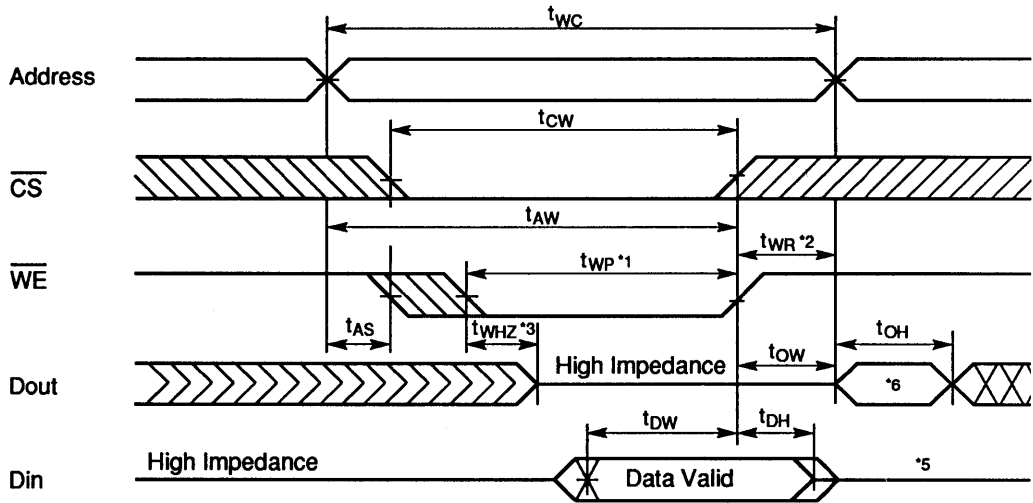 tWC
Address
tCW
CS
tAW
tWR *2
WE
tWP *1
tAS
tWHZ *3
tOH
High Impedance
tOW
Dout
*6
tDW
tDH
High Impedance
Data Valid
*5
Din